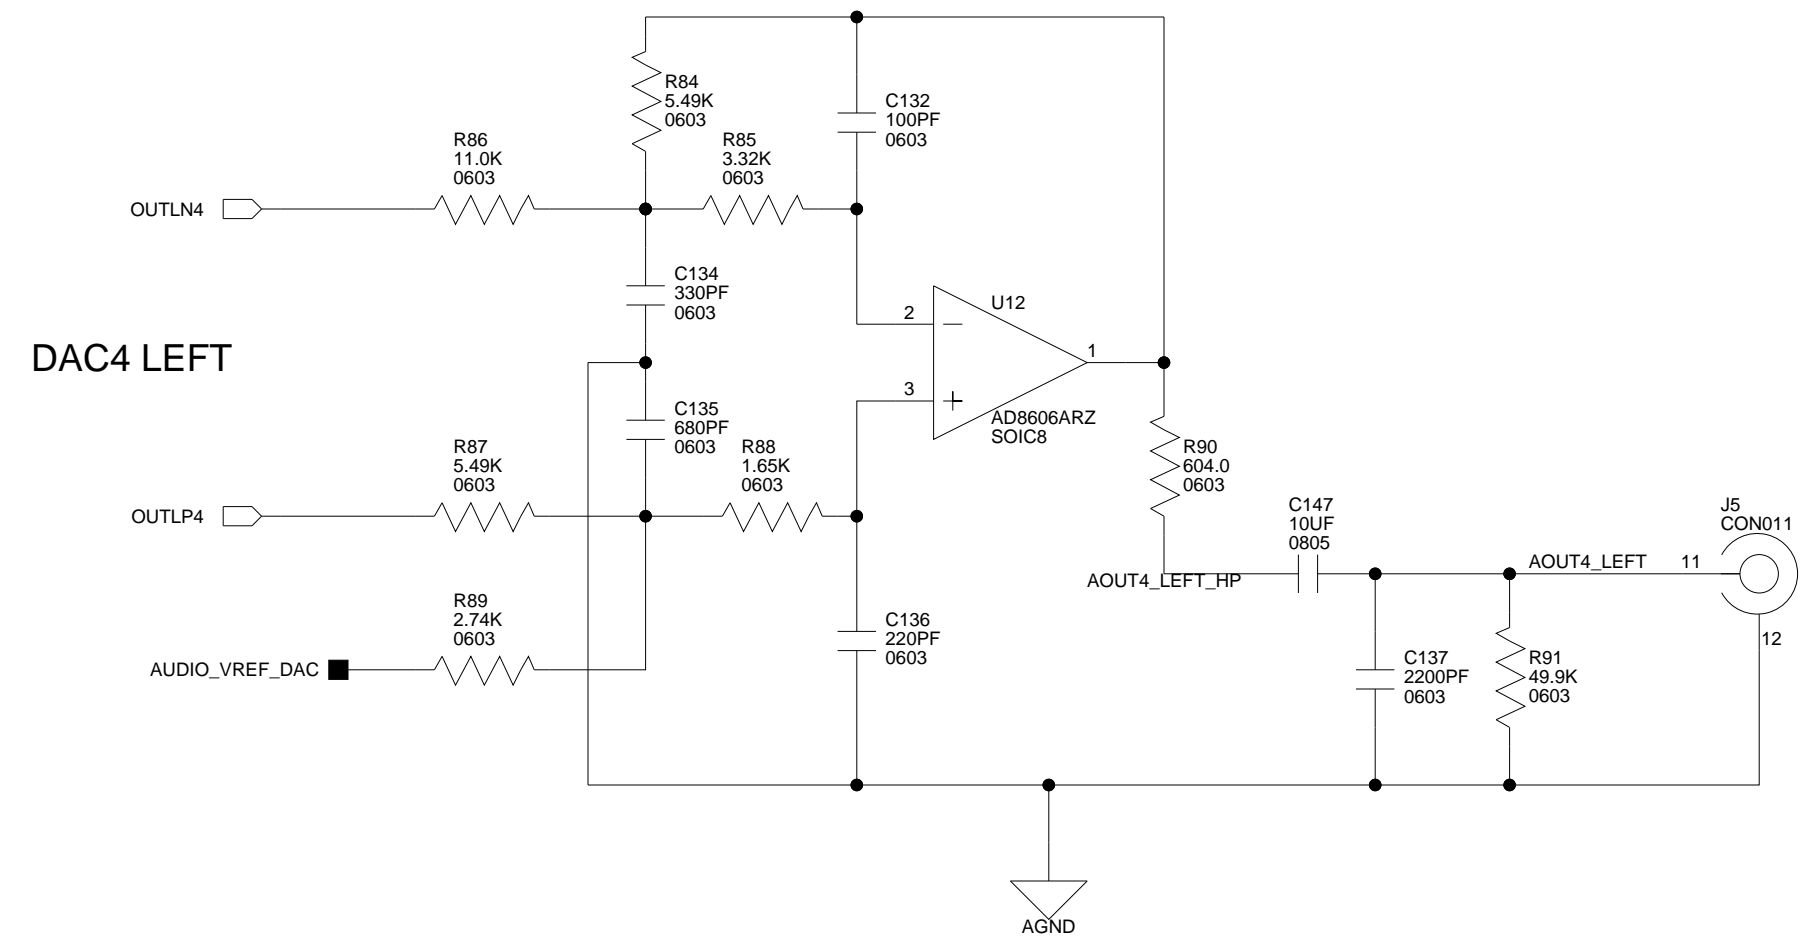 R84
5.49K
0603
C132
100PF
0603
R86
11.0K
0603
R85
3.32K
0603
OUTLN4
C134
330PF
0603
U12
2
DAC4 LEFT
1
3
AD8606ARZ
SOIC8
C135
680PF
0603
R87
5.49K
0603
R88
1.65K
0603
R90
604.0
0603
OUTLP4
C147
10UF
0805
J5
CON011
AOUT4_LEFT_HP
AOUT4_LEFT
11
R89
2.74K
0603
C136
220PF
0603
12
AUDIO_VREF_DAC
C137
2200PF
0603
R91
49.9K
0603
AGND